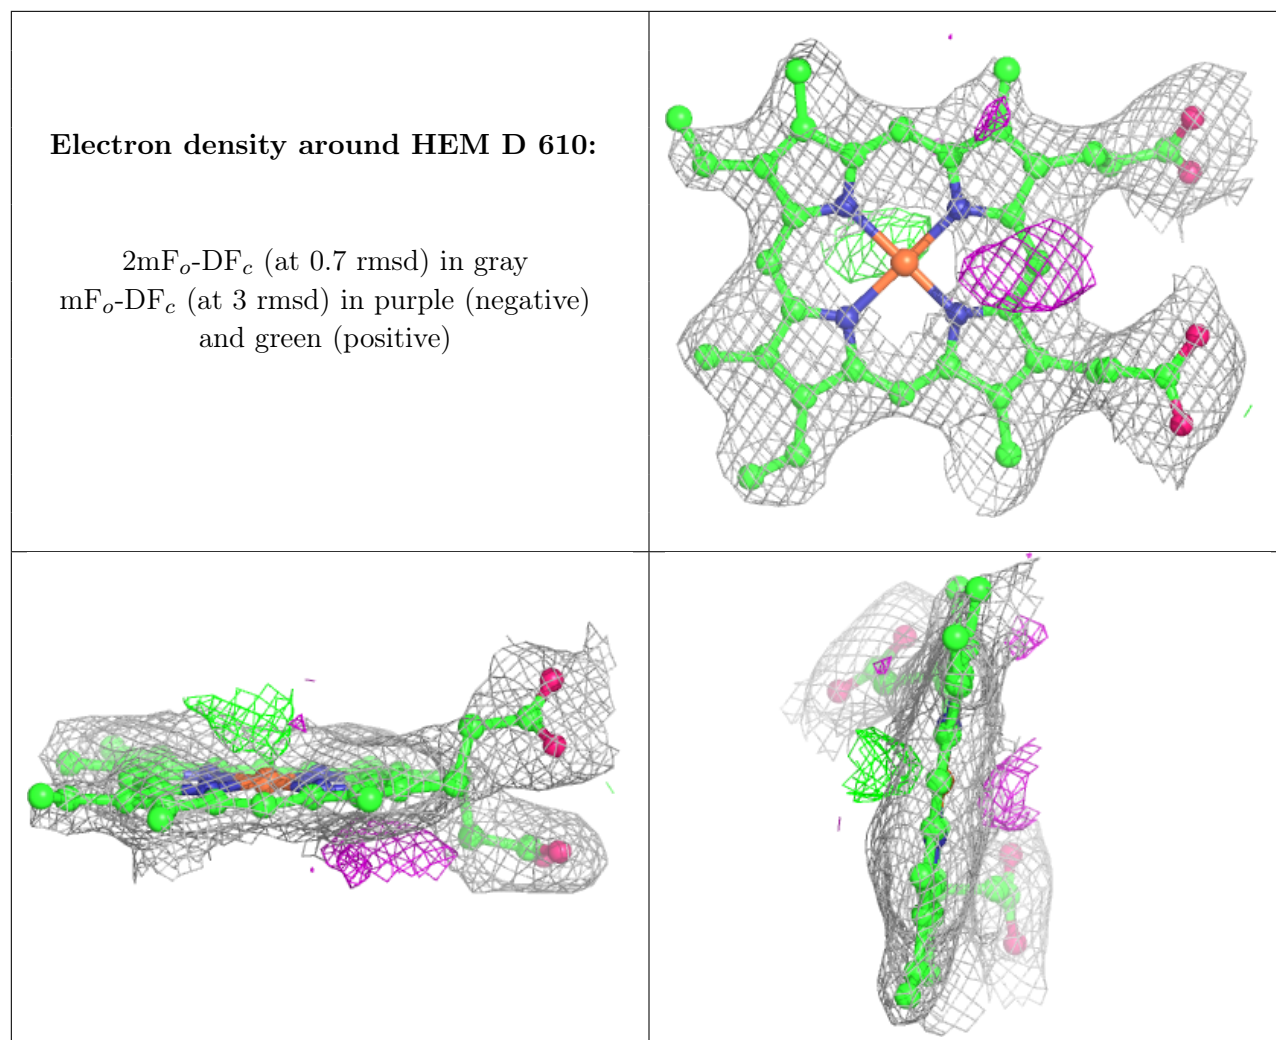 Electron density around HEM D 610:
2mFo-DFc (at 0.7 rmsd) in gray
mFo-DFc (at 3 rmsd) in purple (negative)
and green (positive)